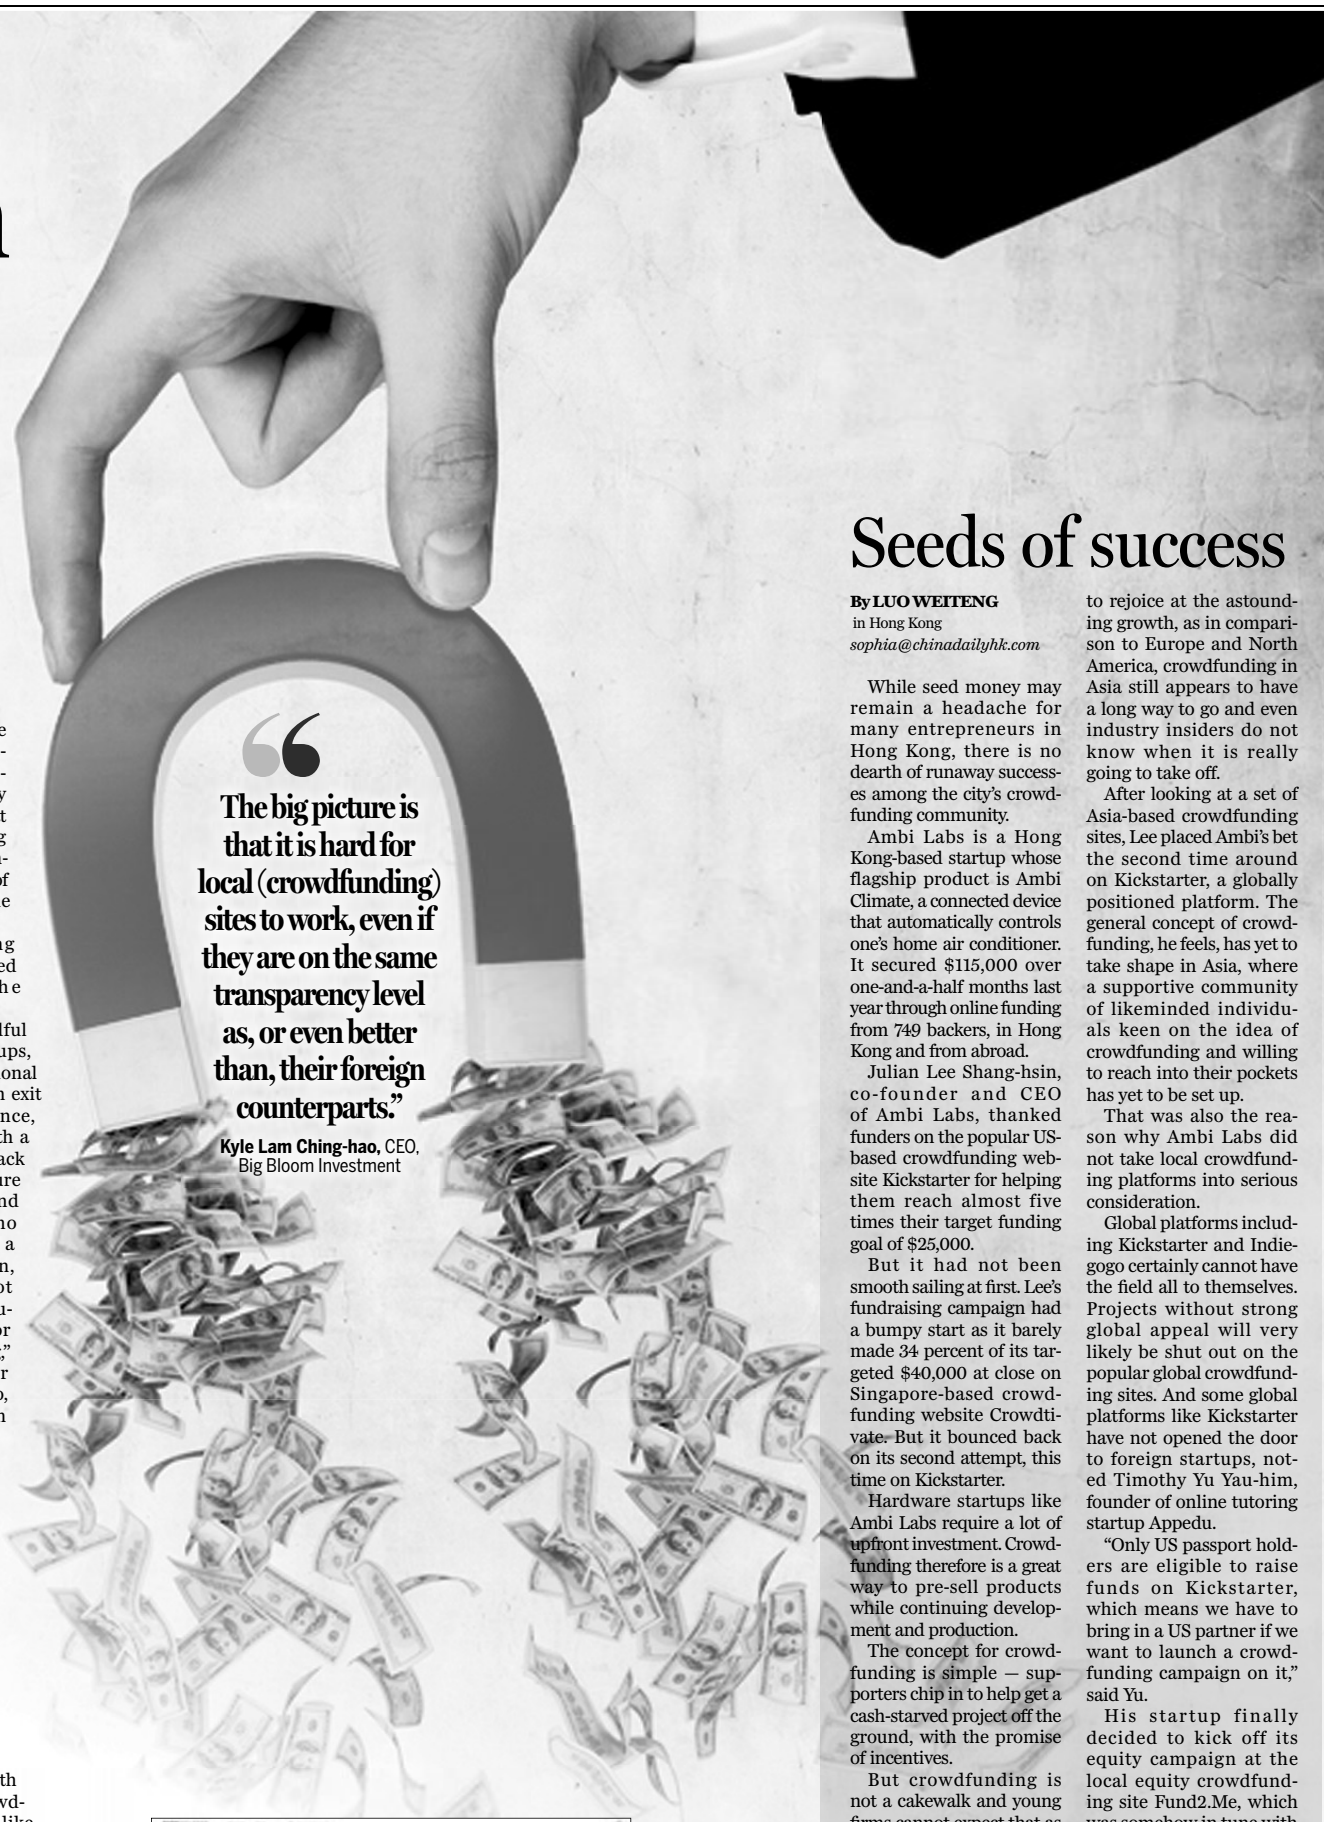 The big picture is
that it is hard for
local (crowdfunding)
sites to work, even if
they are on the same
transparency level
as, or even better
than, their foreign
counterparts.”
Kyle Lam Ching-hao, CEO,
Big Bloom Investment
Seeds of success
By LUO WEITENG
in Hong Kong
sophia@chinadailyhk.com
While seed money may
remain a headache for
many entrepreneurs in
Hong Kong, there is no
dearth of runaway success-
es among the city’s crowd-
funding community.
Ambi Labs is a Hong
Kong-based startup whose
flagship product is Ambi
Climate, a connected device
that automatically controls
one’s home air conditioner.
It secured $115,000 over
one-and-a-half months last
year through online funding
from 749 backers, in Hong
Kong and from abroad.
Julian Lee Shang-hsin,
co-founder and CEO
of Ambi Labs, thanked
funders on the popular US-
based crowdfunding web-
site Kickstarter for helping
them reach almost five
times their target funding
goal of $25,000.
But it had not been
smooth sailing at first. Lee’s
fundraising campaign had
a bumpy start as it barely
made 34 percent of its tar-
geted $40,000 at close on
Singapore-based crowd-
funding website Crowdti-
vate. But it bounced back
on its second attempt, this
time on Kickstarter.
Hardware startups like
Ambi Labs require a lot of
upfront investment. Crowd-
funding therefore is a great
way to pre-sell products
while continuing develop-
ment and production.
The concept for crowd-
funding is simple — sup-
porters chip in to help get a
cash-starved project off the
ground, with the promise
of incentives.
But crowdfunding is
not a cakewalk and young
firms cannot expect that as
to rejoice at the astound-
ing growth, as in compari-
son to Europe and North
America, crowdfunding in
Asia still appears to have
a long way to go and even
industry insiders do not
know when it is really
going to take off.
After looking at a set of
Asia-based crowdfunding
sites, Lee placed Ambi’s bet
the second time around
on Kickstarter, a globally
positioned platform. The
general concept of crowd-
funding, he feels, has yet to
take shape in Asia, where
a supportive community
of likeminded individu-
als keen on the idea of
crowdfunding and willing
to reach into their pockets
has yet to be set up.
That was also the rea-
son why Ambi Labs did
not take local crowdfund-
ing platforms into serious
consideration.
Global platforms includ-
ing Kickstarter and Indie-
gogo certainly cannot have
the field all to themselves.
Projects without strong
global appeal will very
likely be shut out on the
popular global crowdfund-
ing sites. And some global
platforms like Kickstarter
have not opened the door
to foreign startups, not-
ed Timothy Yu Yau-him,
founder of online tutoring
startup Appedu.
“Only US passport hold-
ers are eligible to raise
funds on Kickstarter,
which means we have to
bring in a US partner if we
want to launch a crowd-
funding campaign on it,”
said Yu.
His startup finally
decided to kick off its
equity campaign at the
local equity crowdfund-
ing site Fund2.Me, which
was somehow in tune with